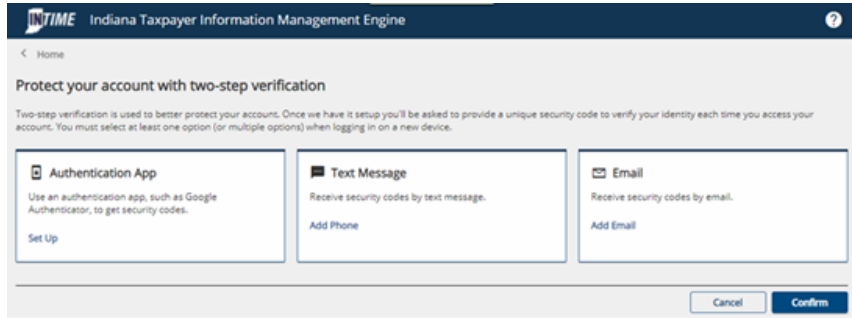 INTIME Indiana Taxpayer Information Management Engine ?
< Home
Protect your account with two-step verification
Two-step verification is used to better protect your account. Once we have it setup you'll be asked to provide a unique security code to verify your identity each time you access your
account. You must select at least one option (or multiple options) when logging in on a new device.
Authentication App
Use an authentication app, such as Google
Authenticator, to get security codes.
Set Up
Text Message
Receive security codes by text message.
Add Phone
Email
Receive security codes by email.
Add Email
Cancel Confirm